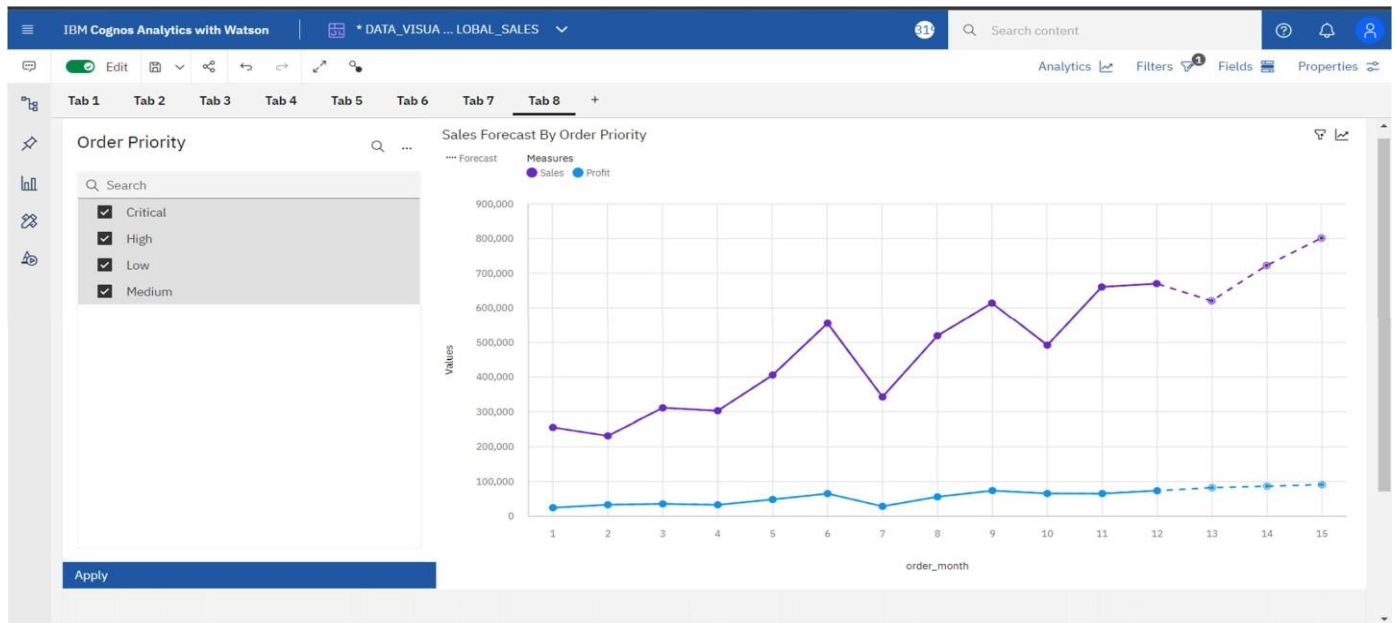 IBM Cognos Analytics with Watson
* DATA_VISUA ... LOBAL_SALES
Search content
Edit
Analytics
Filters
1
Fields
Properties
Tab 1 Tab 2 Tab 3 Tab 4 Tab 5 Tab 6 Tab 7 Tab 8 +
Order Priority
...
Search
Critical
High
Low
Medium
Apply
Sales Forecast By Order Priority
Forecast
Measures
Sales Profit
900,000
800,000
700,000
600,000
500,000
400,000
300,000
200,000
100,000
0
Values
1 2 3 4 5 6 7 8 9 10 11 12 13 14 15
order_month